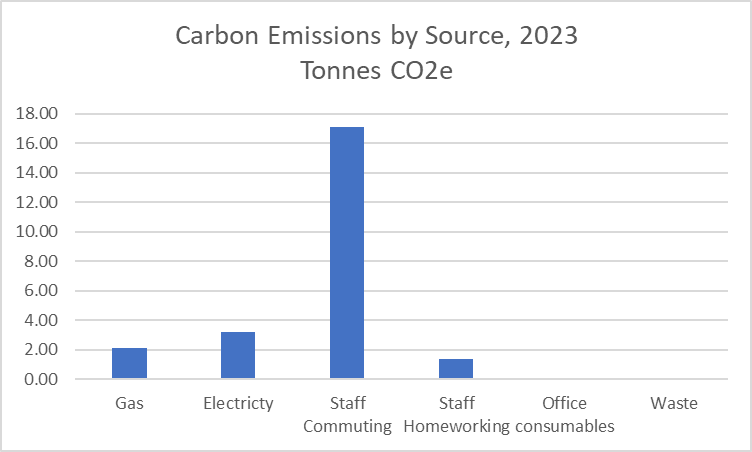 Carbon Emissions by Source, 2023
Tonnes CO2e
18.00
16.00
14.00
12.00
10.00
8.00
6.00
4.00
2.00
0.00
Gas Electricty Staff Staff Office Waste
Commuting Homeworking consumables